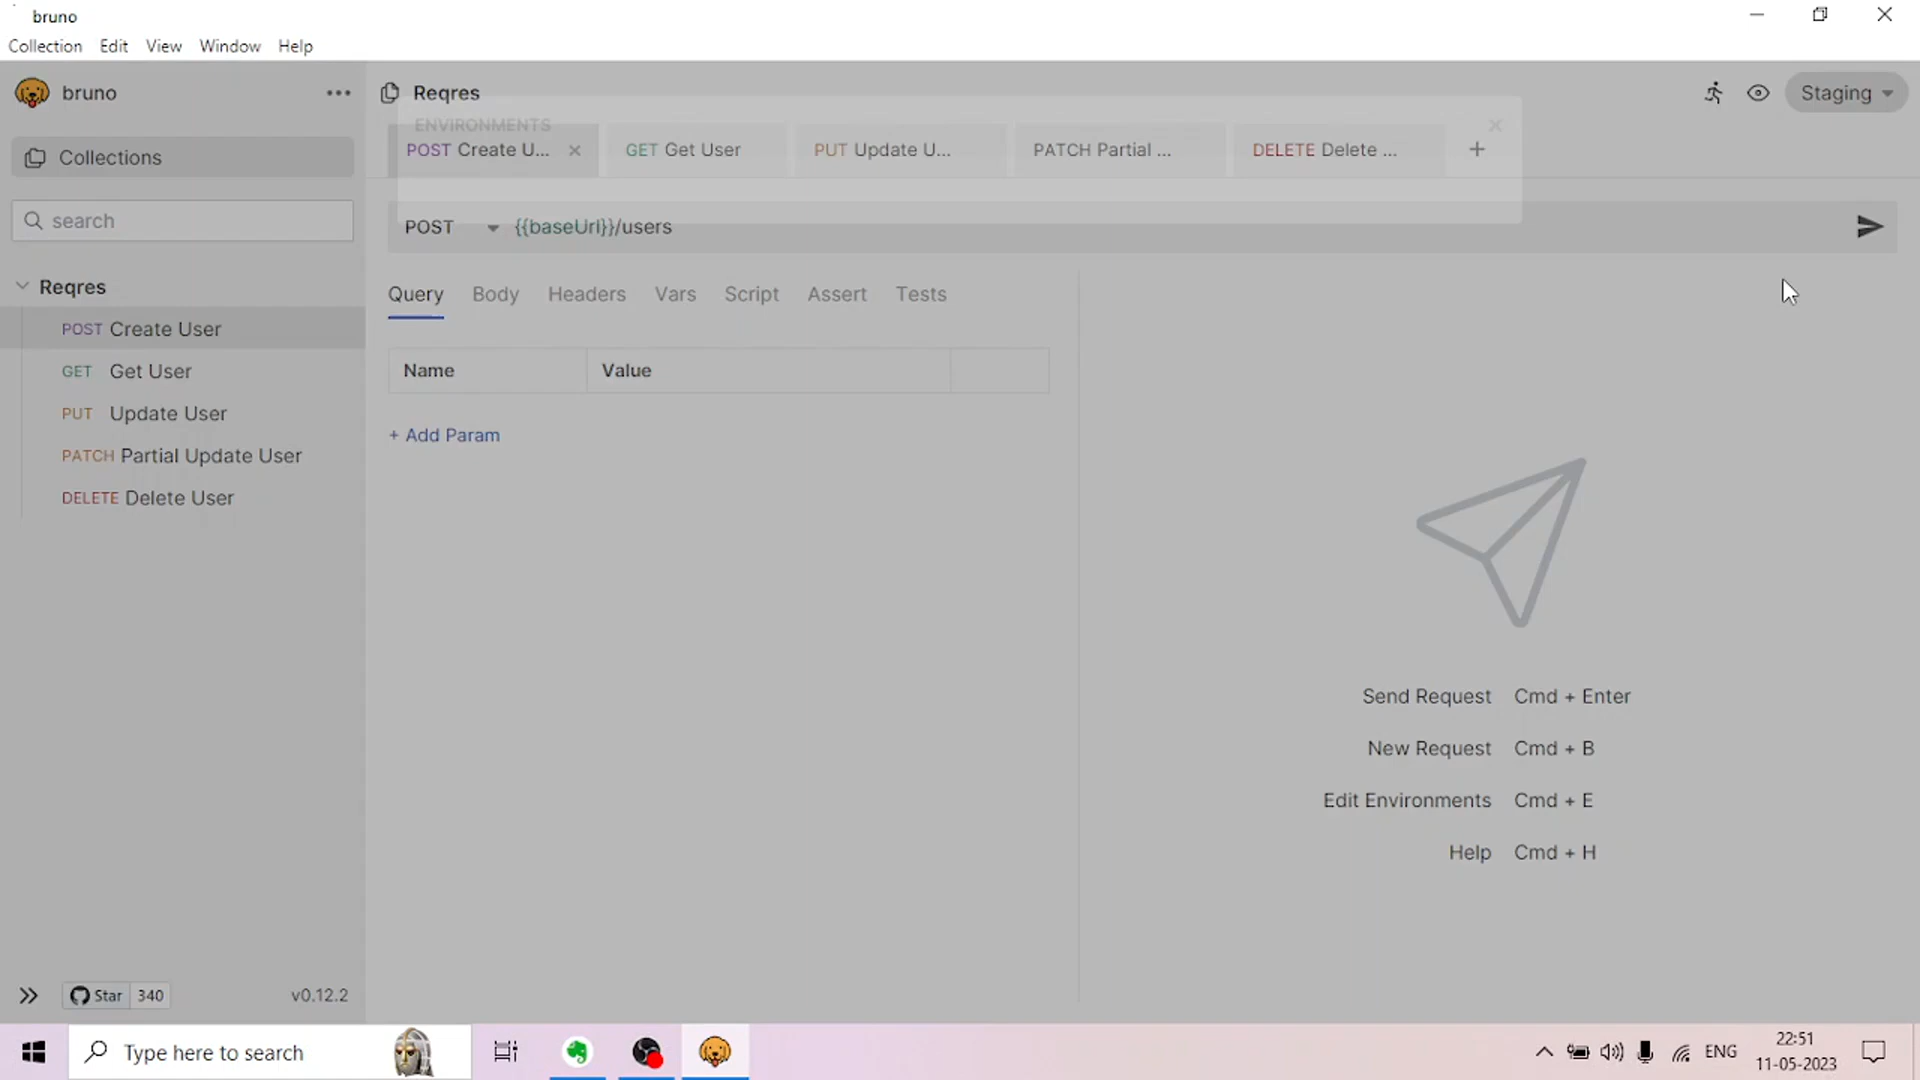 bruno
Collection Edit View Window Help
bruno
Reqres
Staging
ENVIRONMENTS
Collections
POST Create U...
GET Get User
PUT Update U...
PATCH Partial ...
DELETE Delete ...
search
POST {{baseUrl}}/users
Reqres
Query Body Headers Vars Script Assert Tests
POST Create User
GET Get User
PUT Update User
PATCH Partial Update User
DELETE Delete User
Name Value
+ Add Param
Send Request Cmd + Enter
New Request Cmd + B
Edit Environments Cmd + E
Help Cmd + H
Star 340
v0.12.2
Type here to search
ENG
22:51
11-05-2023